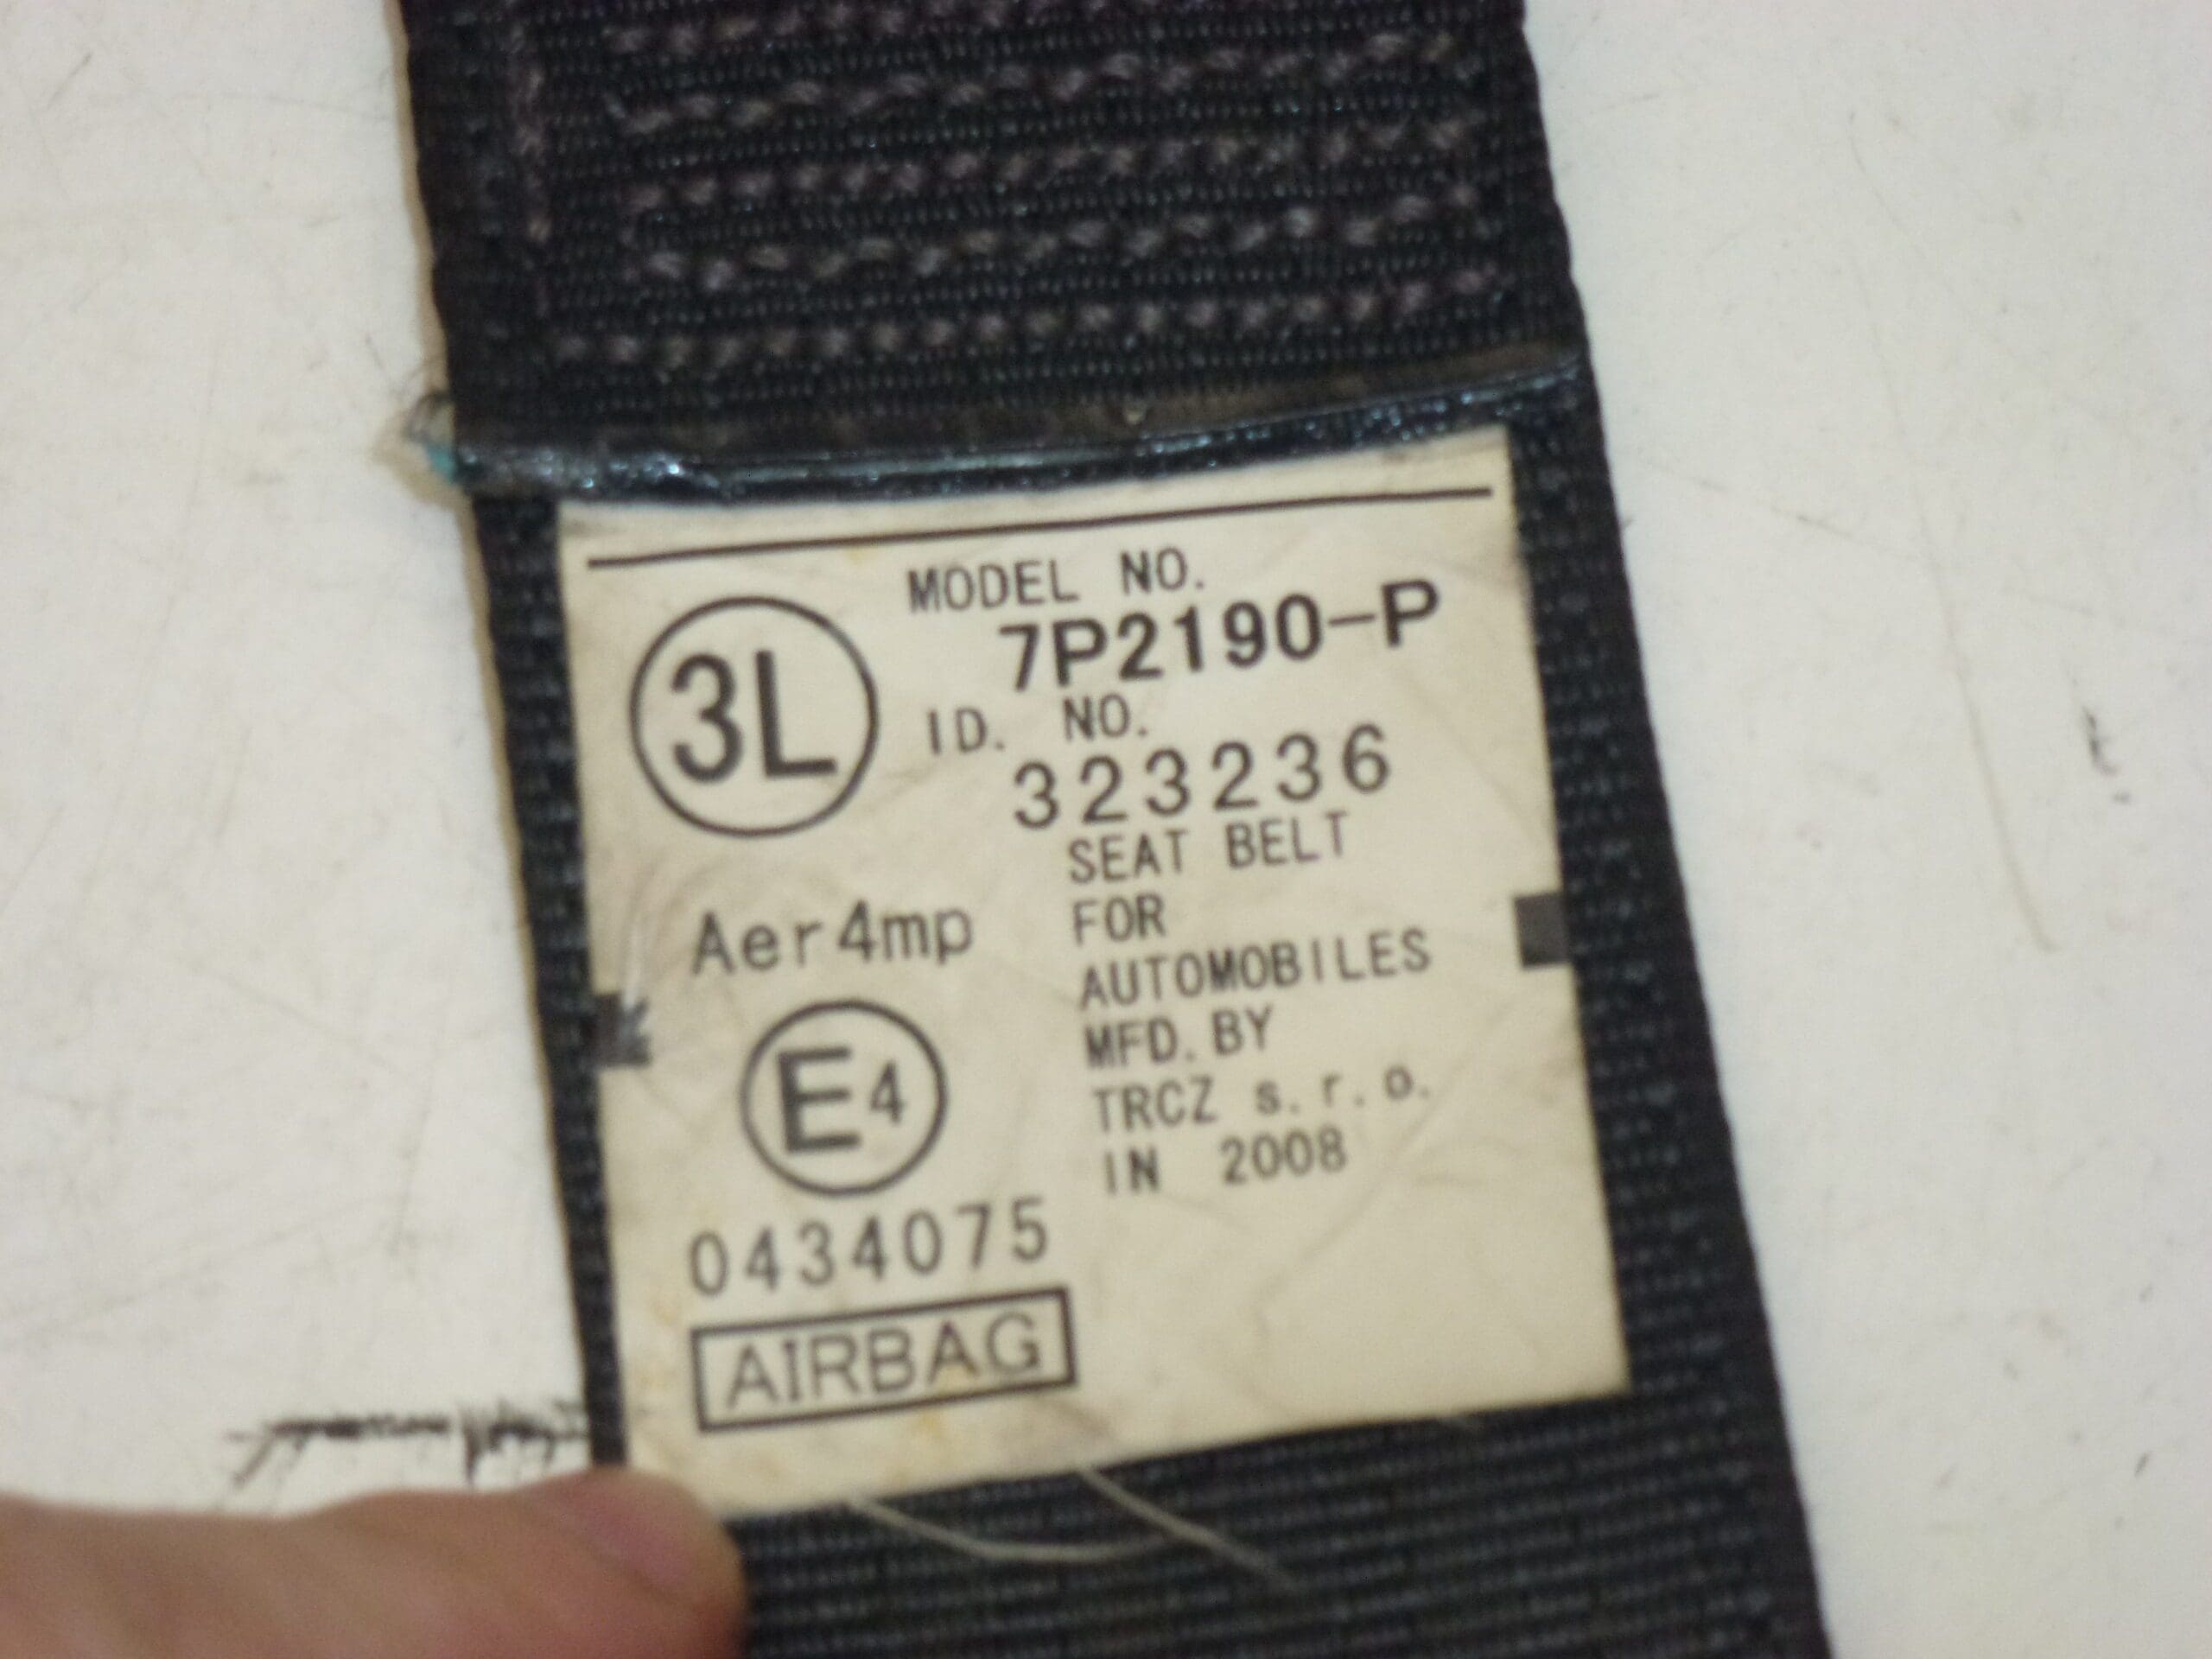 MODEL NO.
7P2190-P
3L
ID. NO.
323236
SEAT BELT
FOR
AUTOMOBILES
MFD. BY
TRCZ s.r.o.
IN 2008
Aer4mp
E4
0434075
AIRBAG